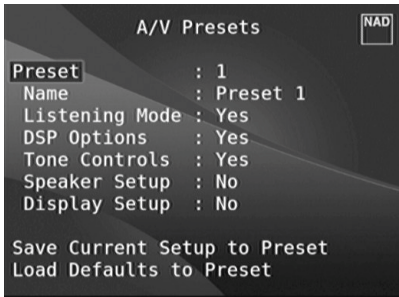 A/V Presets
NAD
Preset : 1
Name : Preset 1
Listening Mode : Yes
DSP Options : Yes
Tone Controls : Yes
Speaker Setup : No
Display Setup : No
Save Current Setup to Preset
Load Defaults to Preset